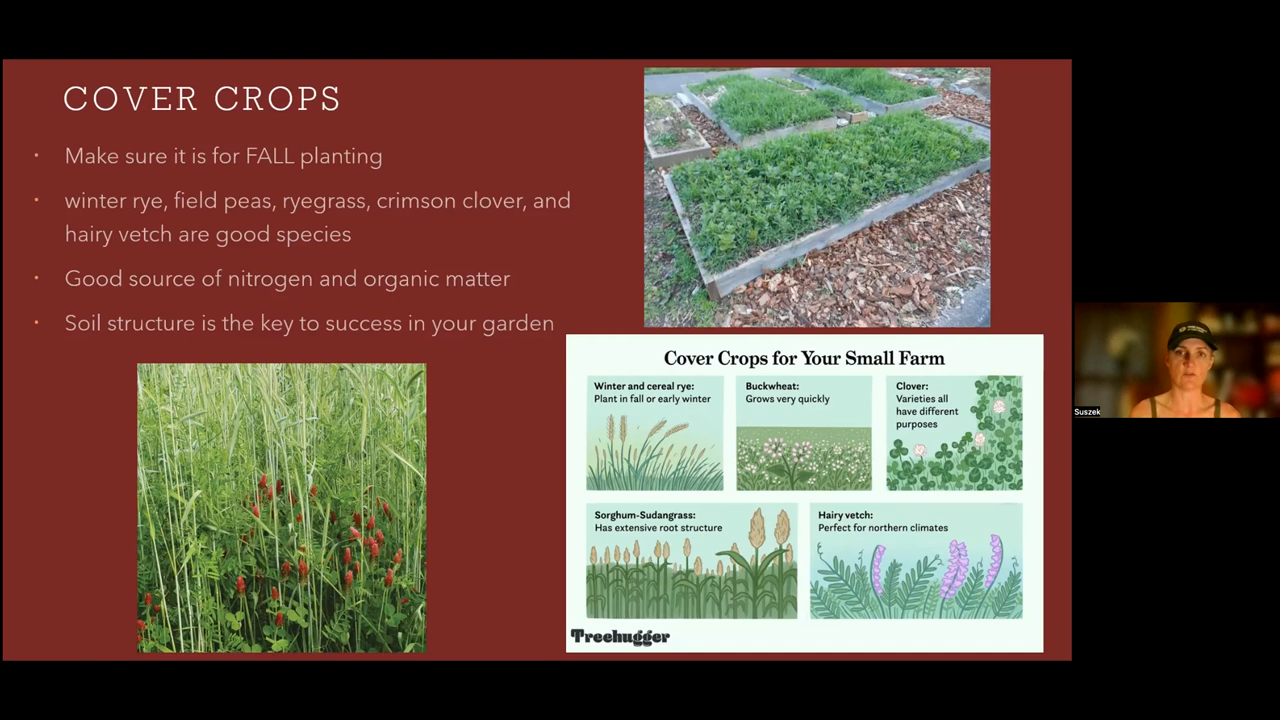 COVER CROPS
Make sure it is for FALL planting
winter rye, field peas, ryegrass, crimson clover, and
hairy vetch are good species
Good source of nitrogen and organic matter
Soil structure is the key to success in your garden
Cover Crops for Your Small Farm
Winter and cereal rye:
Plant in fall or early winter
Buckwheat:
Grows very quickly
Clover:
Varieties all
have different
purposes
Sorghum-Sudangrass:
Has extensive root structure
Hairy vetch:
Perfect for northern climates
Treehugger
Suszek